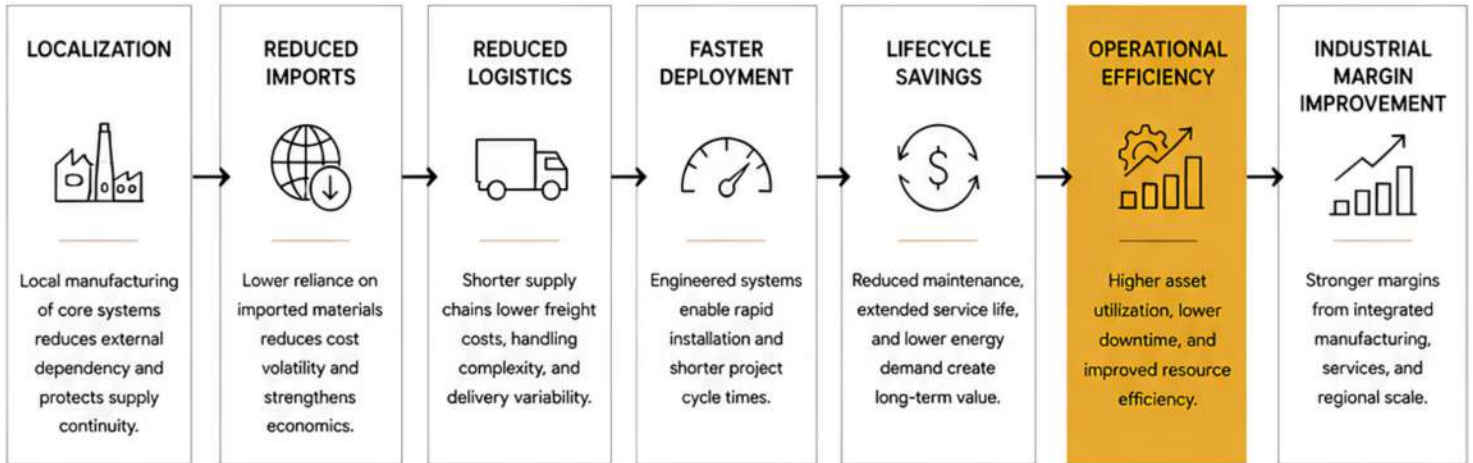 LOCALIZATION
Local manufacturing
of core systems
reduces external
dependency and
protects supply
continuity.
REDUCED
IMPORTS
Lower reliance on
imported materials
reduces cost
volatility and
strengthens
economics.
REDUCED
LOGISTICS
Shorter supply
chains lower freight
costs, handling
complexity, and
delivery variability.
FASTER
DEPLOYMENT
Engineered systems
enable rapid
installation and
shorter project
cycle times.
LIFECYCLE
SAVINGS
$
Reduced maintenance,
extended service life,
and lower energy
demand create
long-term value.
OPERATIONAL
EFFICIENCY
Higher asset
utilization, lower
downtime, and
improved resource
efficiency.
INDUSTRIAL
MARGIN
IMPROVEMENT
Stronger margins
from integrated
manufacturing,
services, and
regional scale.